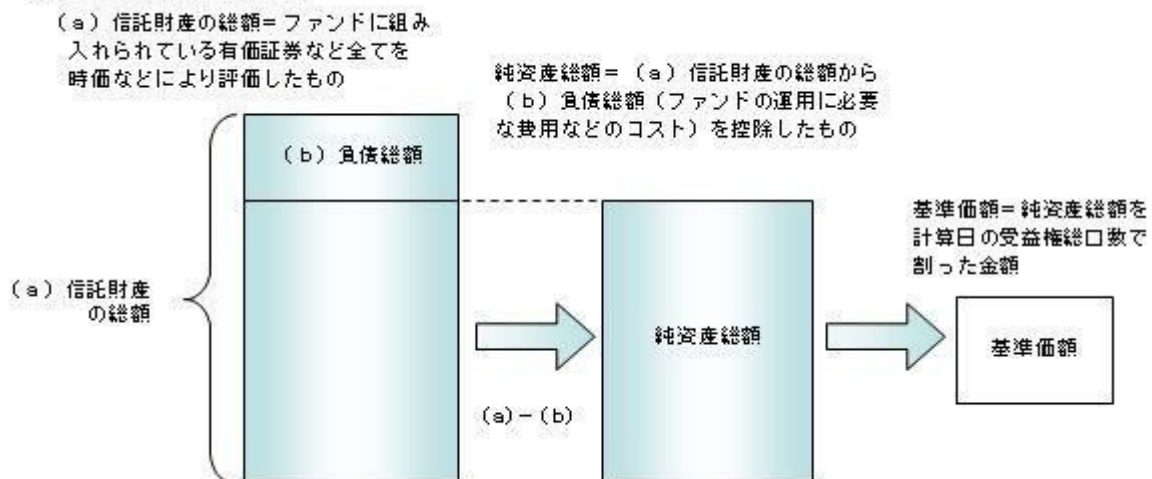 （a）信託財産の総額＝ファンドに組み
入れられている有価証券など全てを
時価などにより評価したもの
純資産総額＝（a）信託財産の総額から
（b）負債総額（ファンドの運用に必要
な費用などのコスト）を控除したもの
（b）負債総額
基準価額＝純資産総額を
計算日の受益権総口数で
割った金額
（a）信託財産
の総額
純資産総額
基準価額
(a)－(b)